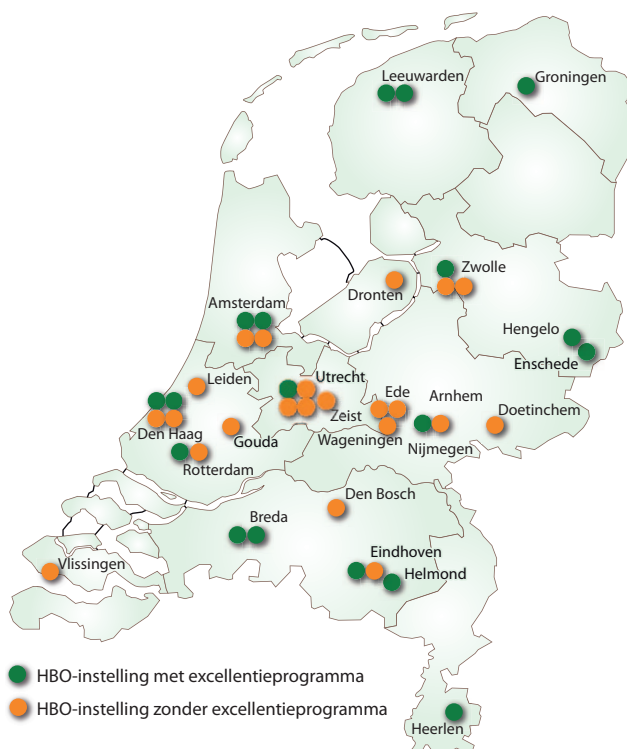 Leeuwarden
Groningen
Zwolle
Dronten
Amsterdam
Hengelo
Enschede
Leiden
Utrecht
Ede
Arnhem
Doetinchem
Zeist
Den Haag
Gouda
Wageningen
Nijmegen
Rotterdam
Den Bosch
Breda
Eindhoven
Vlissingen
Helmond
HBO-instelling met excellentieprogramma
HBO-instelling zonder excellentieprogramma
Heerlen